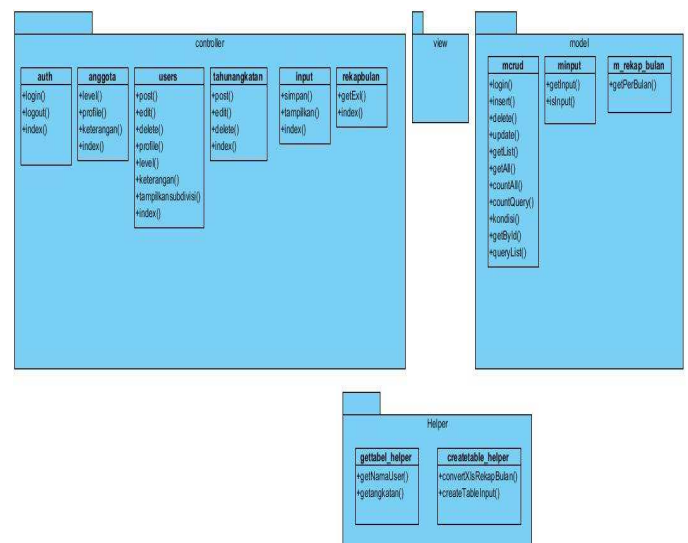 controller
auth
+login()
+logout()
+index()
anggota
+level()
+profile()
+keterangan()
+index()
users
+post()
+edit()
+delete()
+profile()
+level()
+keterangan()
+tampilkansubdivisi()
+index()
tahunangkatan
+post()
+edit()
+delete()
+index()
input
+simpan()
+tampilkan()
+index()
rekapbulan
+getExl()
+index()
view
model
mcrud
+login()
+insert()
+delete()
+update()
+getList()
+getAll()
+countAll()
+countQuery()
+kondisi()
+getById()
+queryList()
minput
+getInput()
+isInput()
m_rekap_bulan
+getPerBulan()
Helper
gettabel_helper
+getNamaUser()
+getangkatan()
createtable_helper
+convertXlsRekapBulan()
+createTableInput()